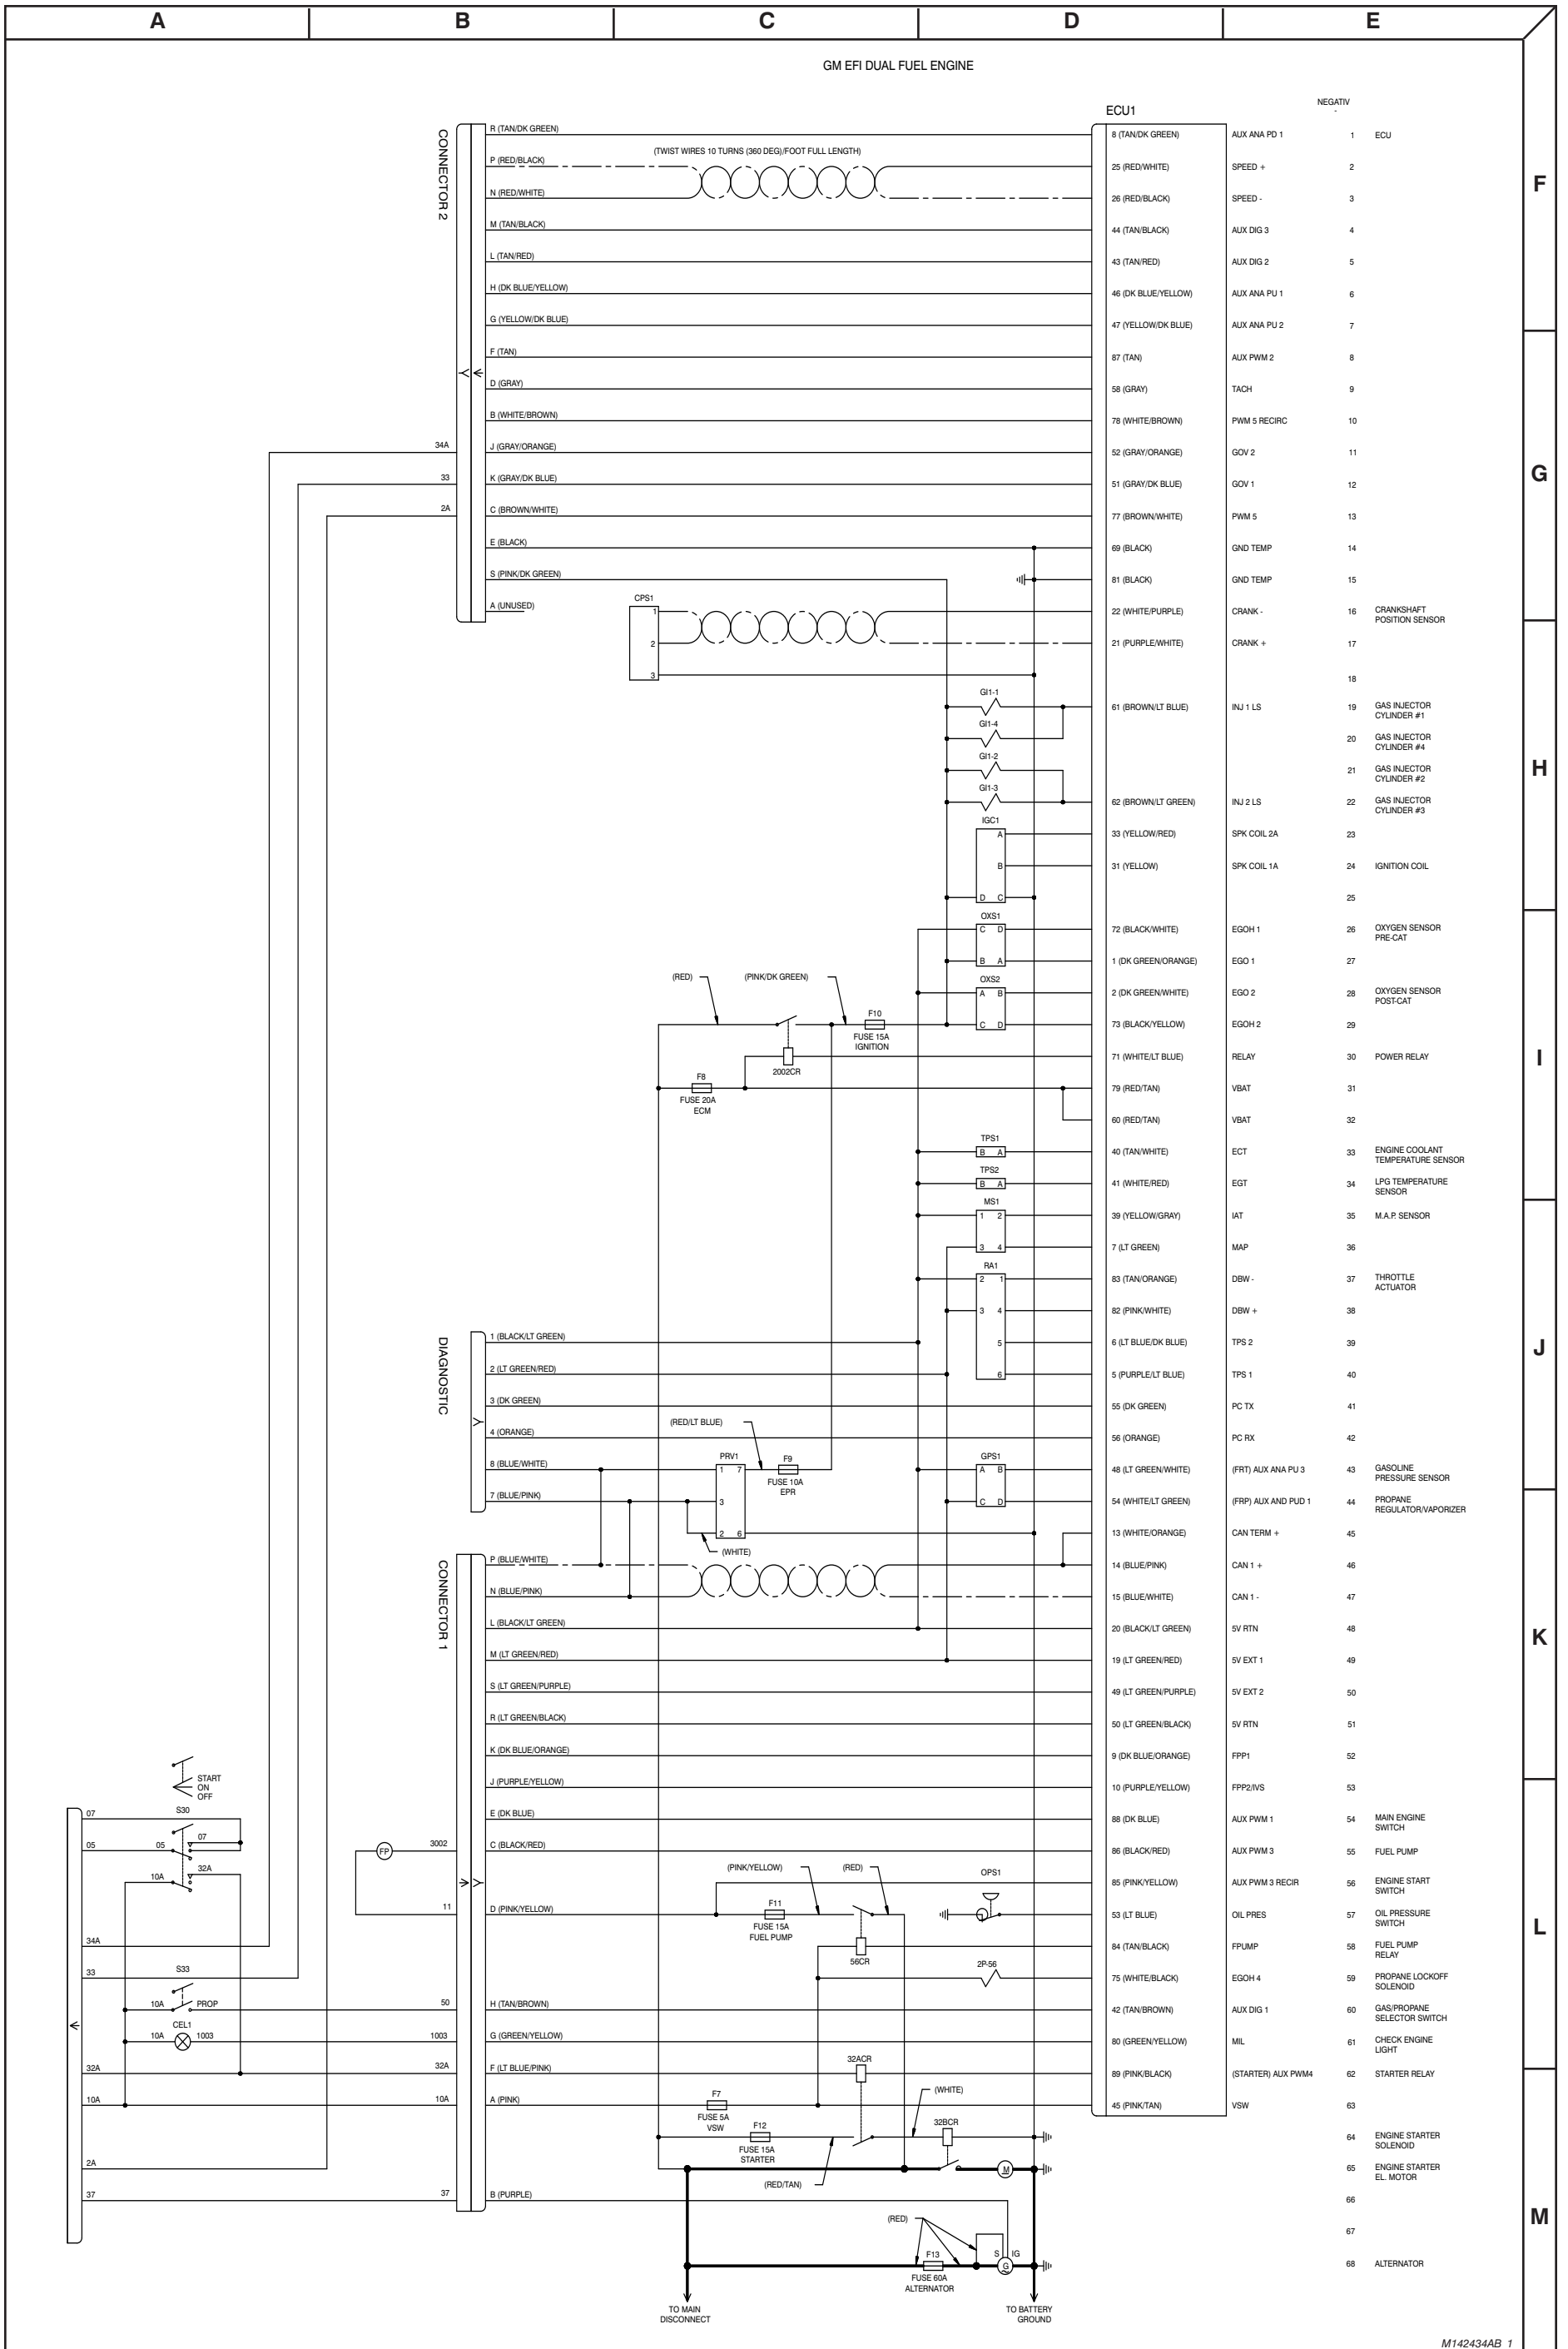 A B C D E
GM EFI DUAL FUEL ENGINE
NEGATIV
-
ECU1
CONNECTOR 2
R (TAN/DK GREEN) 8 (TAN/DK GREEN) AUX ANA PD 1 1 ECU
(TWIST WIRES 10 TURNS (360 DEG)/FOOT FULL LENGTH)
P (RED/BLACK) 25 (RED/WHITE) SPEED + 2
F
N (RED/WHITE) 26 (RED/BLACK) SPEED - 3
M (TAN/BLACK) 44 (TAN/BLACK) AUX DIG 3 4
L (TAN/RED) 43 (TAN/RED) AUX DIG 2 5
H (DK BLUE/YELLOW) 46 (DK BLUE/YELLOW) AUX ANA PU 1 6
G (YELLOW/DK BLUE) 47 (YELLOW/DK BLUE) AUX ANA PU 2 7
F (TAN) 87 (TAN) AUX PWM 2 8
D (GRAY) 58 (GRAY) TACH 9
B (WHITE/BROWN) 78 (WHITE/BROWN) PWM 5 RECIRC 10
34A J (GRAY/ORANGE) 52 (GRAY/ORANGE) GOV 2 11
G
33 K (GRAY/DK BLUE) 51 (GRAY/DK BLUE) GOV 1 12
2A C (BROWN/WHITE) 77 (BROWN/WHITE) PWM 5 13
E (BLACK) 69 (BLACK) GND TEMP 14
S (PINK/DK GREEN) 81 (BLACK) GND TEMP 15
A (UNUSED) CPS1
1 22 (WHITE/PURPLE) CRANK - 16 CRANKSHAFT
POSITION SENSOR
2 21 (PURPLE/WHITE) CRANK + 17
3 18
GI1-1 61 (BROWN/LT BLUE) INJ 1 LS 19 GAS INJECTOR
CYLINDER #1
GI1-4 20 GAS INJECTOR
CYLINDER #4
GI1-2 21 GAS INJECTOR
CYLINDER #2
H
GI1-3 62 (BROWN/LT GREEN) INJ 2 LS 22 GAS INJECTOR
CYLINDER #3
IGC1
A 33 (YELLOW/RED) SPK COIL 2A 23
B 31 (YELLOW) SPK COIL 1A 24 IGNITION COIL
D C 25
OXS1
C D 72 (BLACK/WHITE) EGOH 1 26 OXYGEN SENSOR
PRE-CAT
B A 1 (DK GREEN/ORANGE) EGO 1 27
(RED) (PINK/DK GREEN)
OXS2
A B 2 (DK GREEN/WHITE) EGO 2 28 OXYGEN SENSOR
POST-CAT
F10 C D 73 (BLACK/YELLOW) EGOH 2 29
FUSE 15A
IGNITION
2002CR 71 (WHITE/LT BLUE) RELAY 30 POWER RELAY
I
F8 79 (RED/TAN) VBAT 31
FUSE 20A
ECM
60 (RED/TAN) VBAT 32
TPS1
B A 40 (TAN/WHITE) ECT 33 ENGINE COOLANT
TEMPERATURE SENSOR
TPS2
B A 41 (WHITE/RED) EGT 34 LPG TEMPERATURE
SENSOR
MS1
1 2 39 (YELLOW/GRAY) IAT 35 M.A.P. SENSOR
3 4 7 (LT GREEN) MAP 36
RA1
2 1 83 (TAN/ORANGE) DBW - 37 THROTTLE
ACTUATOR
3 4 82 (PINK/WHITE) DBW + 38
DIAGNOSTIC
1 (BLACK/LT GREEN) 5 6 (LT BLUE/DK BLUE) TPS 2 39
J
2 (LT GREEN/RED) 6 5 (PURPLE/LT BLUE) TPS 1 40
3 (DK GREEN) 55 (DK GREEN) PC TX 41
(RED/LT BLUE)
4 (ORANGE) 56 (ORANGE) PC RX 42
8 (BLUE/WHITE) PRV1 1 7 F9 GPS1 A B 48 (LT GREEN/WHITE) (FRT) AUX ANA PU 3 43 GASOLINE
PRESSURE SENSOR
FUSE 10A
EPR
7 (BLUE/PINK) 3 C D 54 (WHITE/LT GREEN) (FRP) AUX AND PUD 1 44 PROPANE
REGULATOR/VAPORIZER
2 6 13 (WHITE/ORANGE) CAN TERM + 45
(WHITE)
CONNECTOR 1
P (BLUE/WHITE) 14 (BLUE/PINK) CAN 1 + 46
N (BLUE/PINK) 15 (BLUE/WHITE) CAN 1 - 47
L (BLACK/LT GREEN) 20 (BLACK/LT GREEN) 5V RTN 48
K
M (LT GREEN/RED) 19 (LT GREEN/RED) 5V EXT 1 49
S (LT GREEN/PURPLE) 49 (LT GREEN/PURPLE) 5V EXT 2 50
R (LT GREEN/BLACK) 50 (LT GREEN/BLACK) 5V RTN 51
K (DK BLUE/ORANGE) 9 (DK BLUE/ORANGE) FPP1 52
START
ON
OFF
J (PURPLE/YELLOW) 10 (PURPLE/YELLOW) FPP2/IVS 53
07 S30 E (DK BLUE) 88 (DK BLUE) AUX PWM 1 54 MAIN ENGINE
SWITCH
07
05 05 FP 3002 C (BLACK/RED) 86 (BLACK/RED) AUX PWM 3 55 FUEL PUMP
32A
10A (PINK/YELLOW) (RED) OPS1 85 (PINK/YELLOW) AUX PWM 3 RECIR 56 ENGINE START
SWITCH
11 D (PINK/YELLOW) F11 53 (LT BLUE) OIL PRES 57 OIL PRESSURE
SWITCH
FUSE 15A
FUEL PUMP
L
34A 56CR 84 (TAN/BLACK) FPUMP 58 FUEL PUMP
RELAY
33 S33 2P-56 75 (WHITE/BLACK) EGOH 4 59 PROPANE LOCKOFF
SOLENOID
10A PROP 50 H (TAN/BROWN) 42 (TAN/BROWN) AUX DIG 1 60 GAS/PROPANE
SELECTOR SWITCH
CEL1
10A 1003 1003 G (GREEN/YELLOW) 80 (GREEN/YELLOW) MIL 61 CHECK ENGINE
LIGHT
32A 32A F (LT BLUE/PINK) 32ACR 89 (PINK/BLACK) (STARTER) AUX PWM4 62 STARTER RELAY
(WHITE)
10A 10A A (PINK) F7 45 (PINK/TAN) VSW 63
FUSE 5A
VSW
F12 32BCR 64 ENGINE STARTER
SOLENOID
FUSE 15A
STARTER
2A M 65 ENGINE STARTER
EL. MOTOR
(RED/TAN)
37 37 B (PURPLE) 66
M
(RED)
67
F13 S IG G 68 ALTERNATOR
FUSE 60A
ALTERNATOR
TO MAIN
DISCONNECT
TO BATTERY
GROUND
M142434AB 1